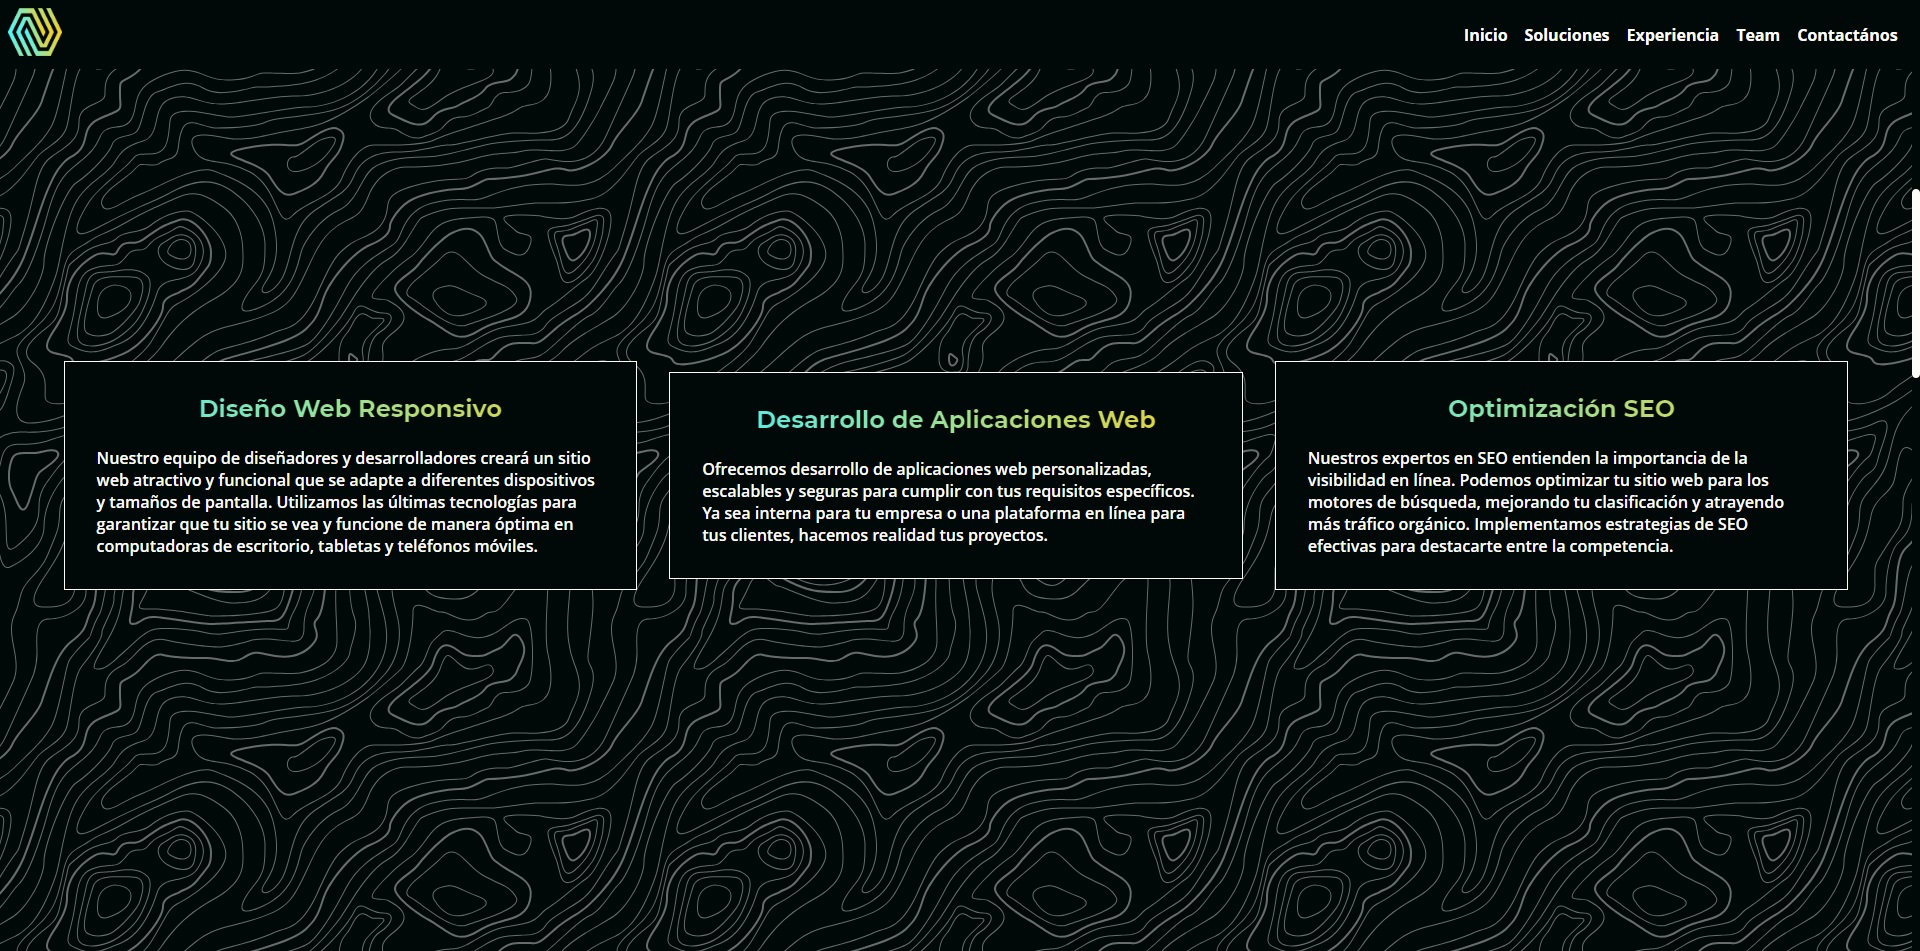 Inicio Soluciones Experiencia Team Contactános
Diseño Web Responsivo
Nuestro equipo de diseñadores y desarrolladores creará un sitio
web atractivo y funcional que se adapte a diferentes dispositivos
y tamaños de pantalla. Utilizamos las últimas tecnologías para
garantizar que tu sitio se vea y funcione de manera óptima en
computadoras de escritorio, tabletas y teléfonos móviles.
Desarrollo de Aplicaciones Web
Ofrecemos desarrollo de aplicaciones web personalizadas,
escalables y seguras para cumplir con tus requisitos específicos.
Ya sea interna para tu empresa o una plataforma en línea para
tus clientes, hacemos realidad tus proyectos.
Optimización SEO
Nuestros expertos en SEO entienden la importancia de la
visibilidad en línea. Podemos optimizar tu sitio web para los
motores de búsqueda, mejorando tu clasificación y atrayendo
más tráfico orgánico. Implementamos estrategias de SEO
efectivas para destacarte entre la competencia.